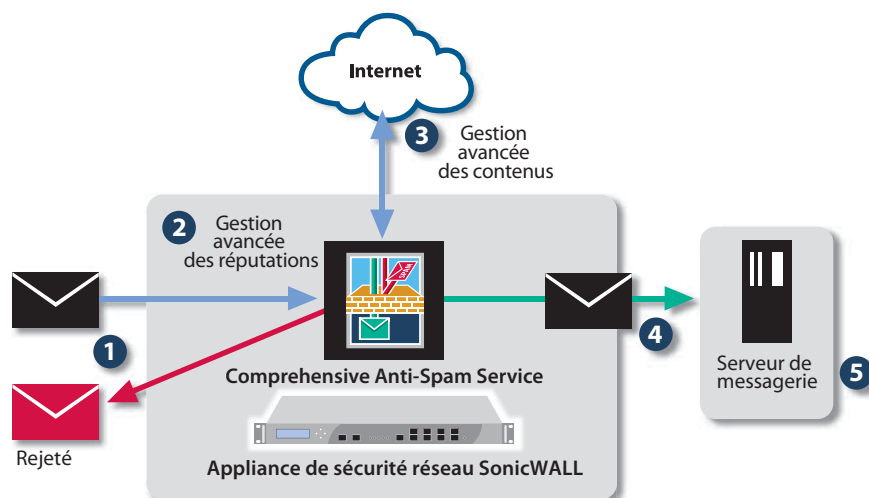 Internet
3
Gestion
avancée
des contenus
2
Gestion
avancée
des réputations
1
4
SPAM
Comprehensive Anti-Spam Service
Serveur de
messagerie
5
Rejeté
Appliance de sécurité réseau SonicWALL